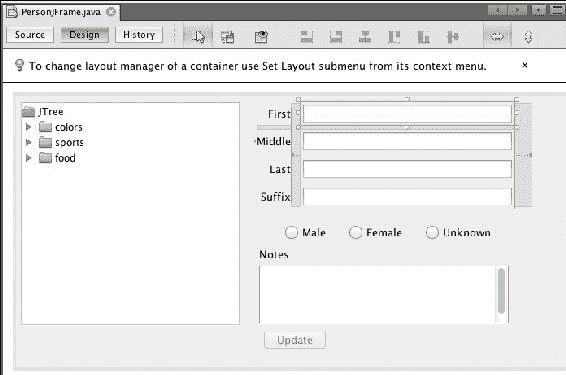 PersonJFrame.java
Source Design History
To change layout manager of a container use Set Layout submenu from its context menu. ×
JTree
colors
sports
food
First
Middle
Last
Suffix
Male Female Unknown
Notes
Update